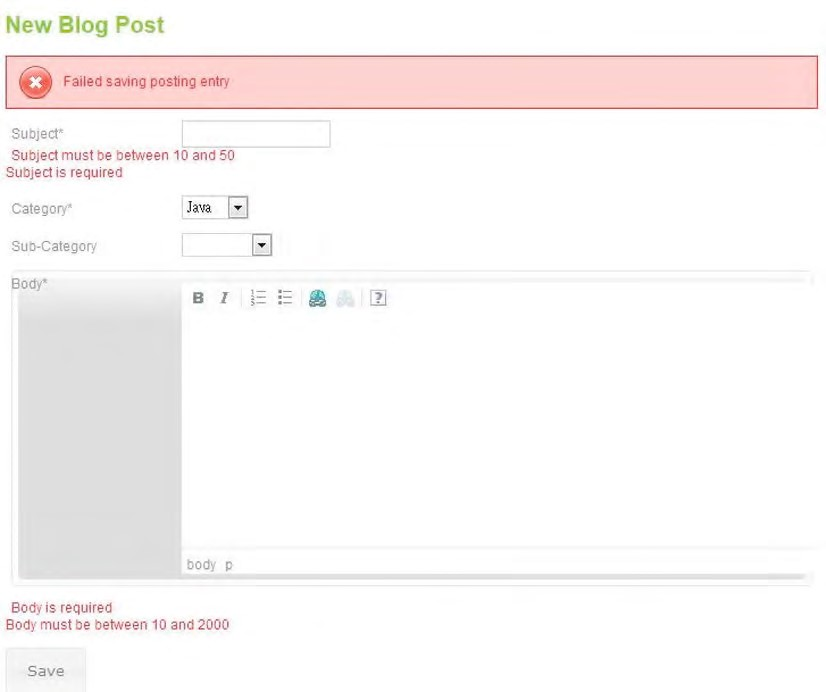 New Blog Post
Failed saving posting entry
Subject*
Subject must be between 10 and 50
Subject is required
Category* Java
Sub-Category
Body*
B I ?
body p
Body is required
Body must be between 10 and 2000
Save